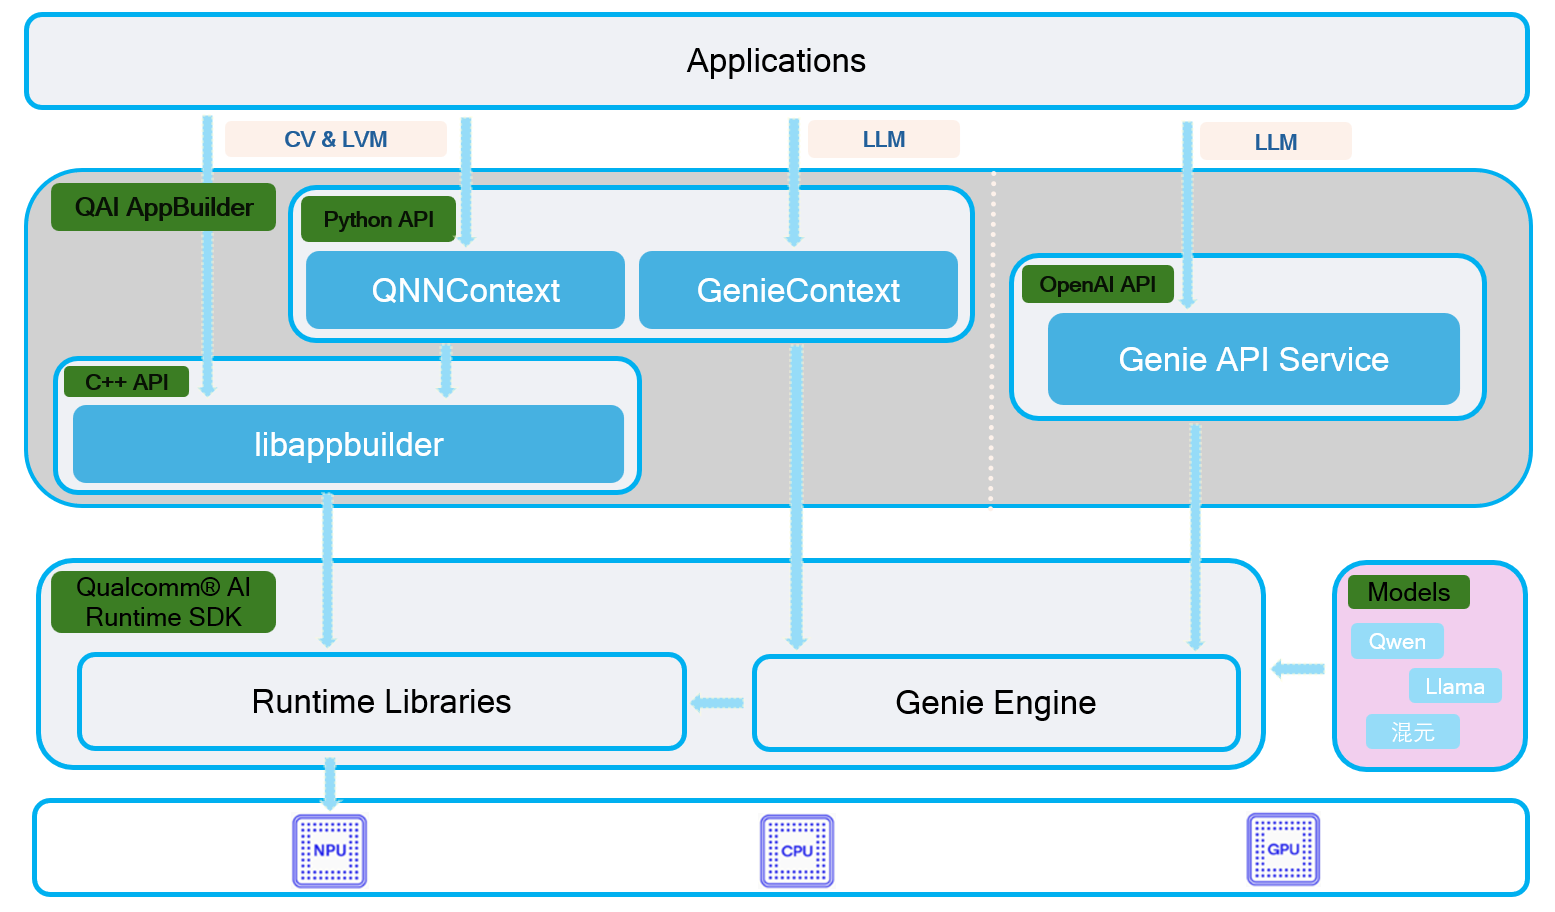 Applications
CV & LVM
LLM
LLM
QAI AppBuilder
Python API
QNNContext
GenieContext
OpenAI API
Genie API Service
C++ API
libappbuilder
Qualcomm® AI
Runtime SDK
Runtime Libraries
Genie Engine
Models
Qwen
Llama
混元
NPU
CPU
GPU